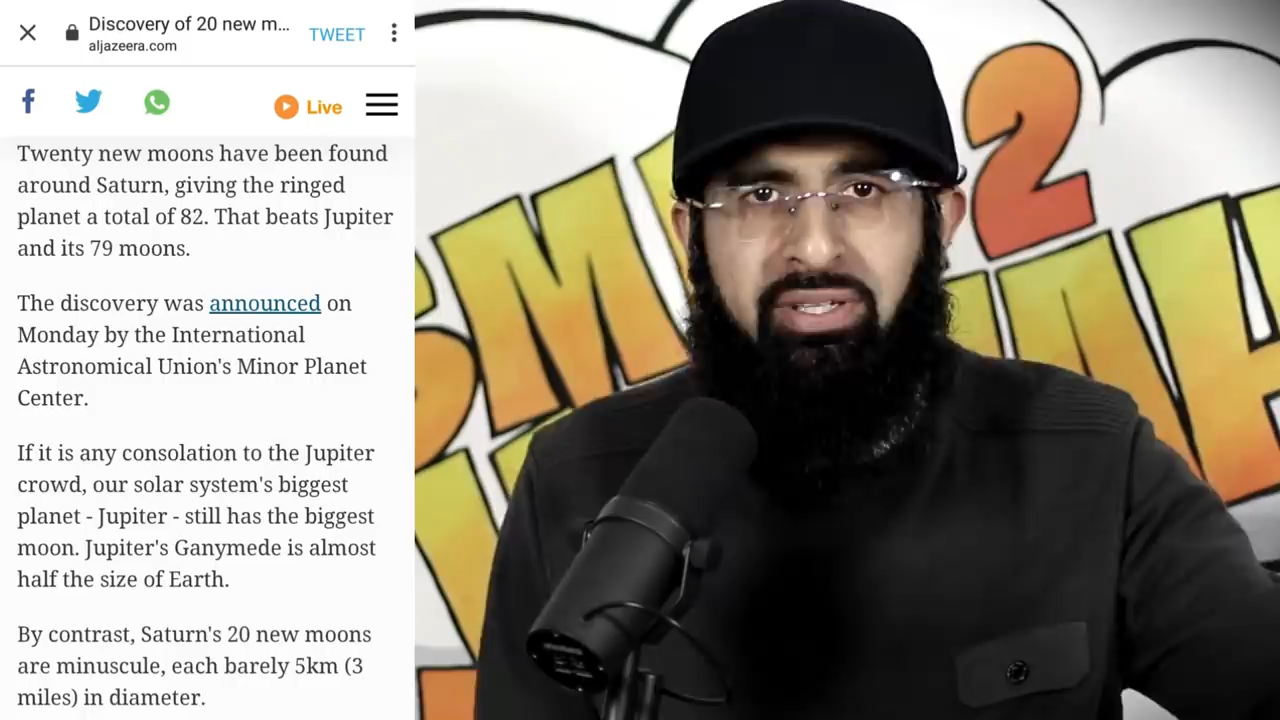 Discovery of 20 new m...
TWEET
aljazeera.com
Live
Twenty new moons have been found
around Saturn, giving the ringed
planet a total of 82. That beats Jupiter
and its 79 moons.
The discovery was announced on
Monday by the International
Astronomical Union's Minor Planet
Center.
If it is any consolation to the Jupiter
crowd, our solar system's biggest
planet - Jupiter - still has the biggest
moon. Jupiter's Ganymede is almost
half the size of Earth.
By contrast, Saturn's 20 new moons
are minuscule, each barely 5km (3
miles) in diameter.
2